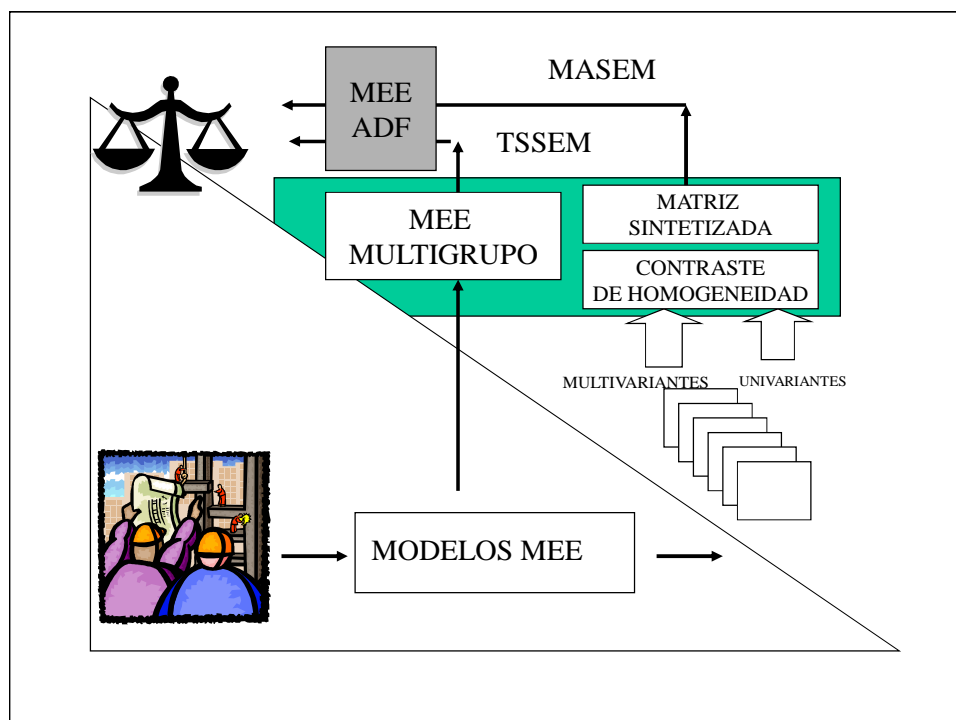 MASEM
MEE
ADF
TSSEM
MEE
MULTIGRUPO
MATRIZ
SINTETIZADA
CONTRASTE
DE HOMOGENEIDAD
MULTIVARIANTES
UNIVARIANTES
MODELOS MEE